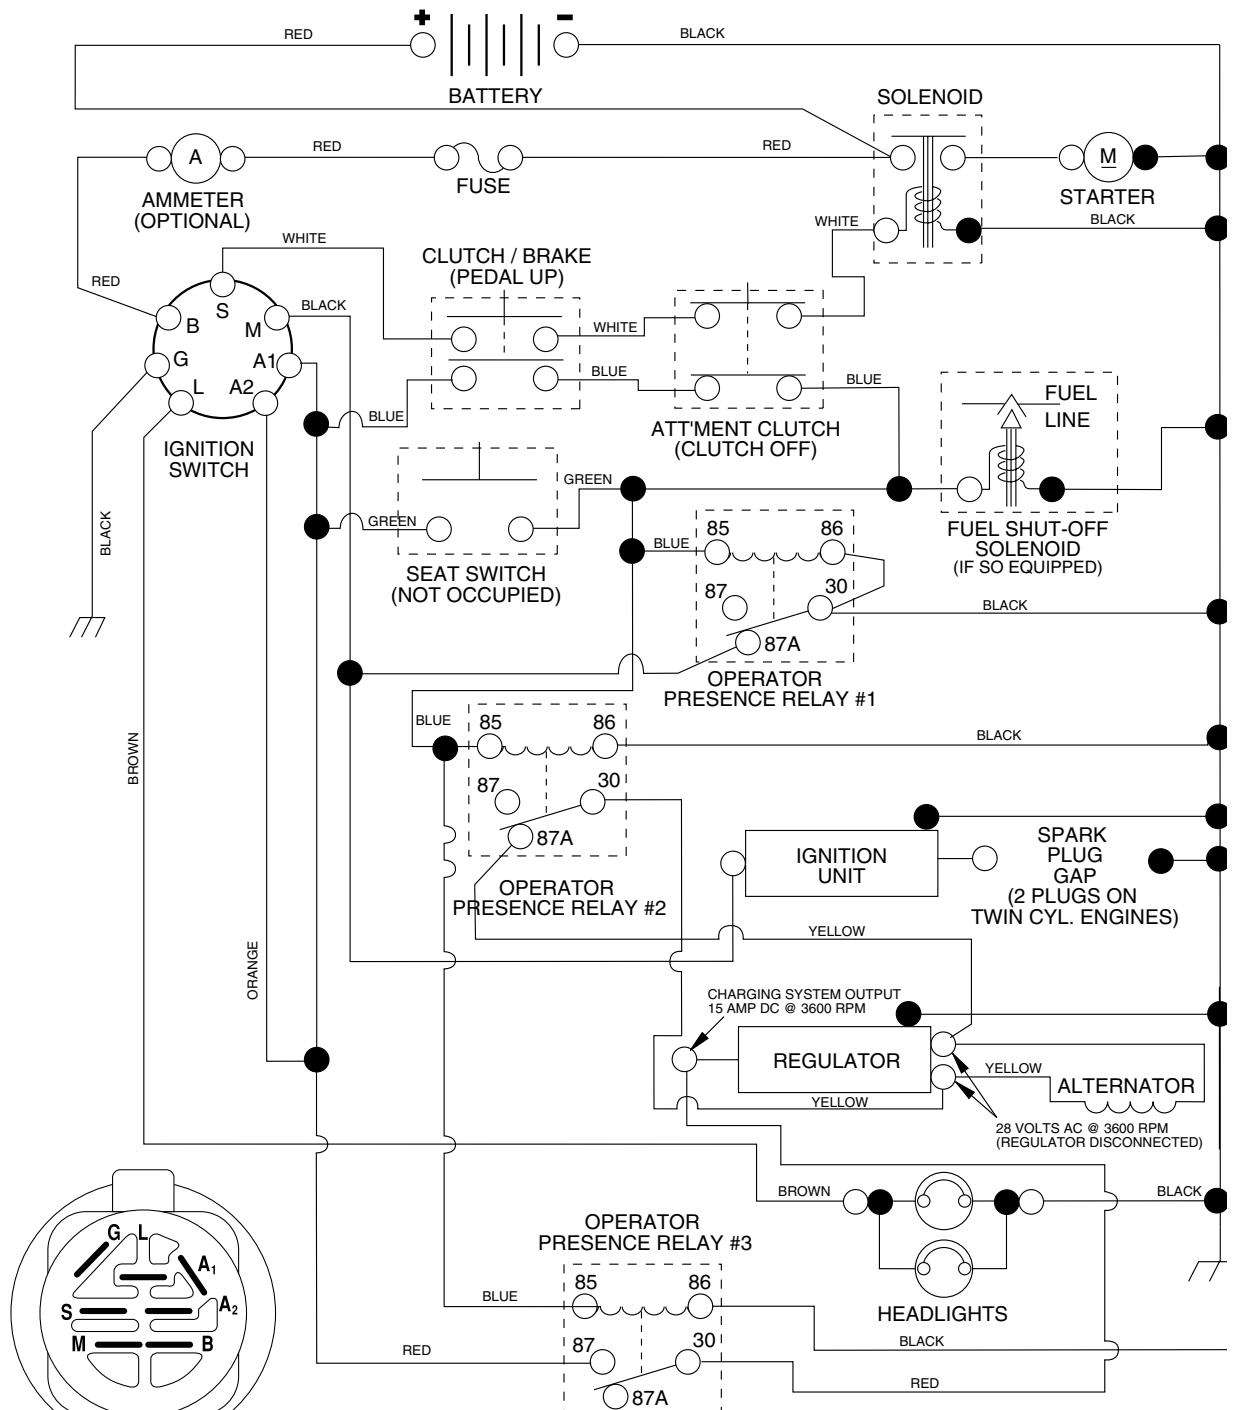 +
−
RED
BLACK
BATTERY
SOLENOID
A
RED
RED
M
AMMETER
(OPTIONAL)
FUSE
STARTER
WHITE
BLACK
WHITE
CLUTCH / BRAKE
(PEDAL UP)
RED
S
BLACK
B
M
WHITE
G
A1
L
A2
BLUE
BLUE
BLUE
FUEL
LINE
IGNITION
SWITCH
ATT'MENT CLUTCH
(CLUTCH OFF)
GREEN
GREEN
BLACK
85
86
FUEL SHUT-OFF
SOLENOID
(IF SO EQUIPPED)
BLUE
SEAT SWITCH
(NOT OCCUPIED)
87
30
BLACK
87A
OPERATOR
PRESENCE RELAY #1
BLUE
85
86
BLACK
BROWN
87
30
87A
IGNITION
UNIT
SPARK
PLUG
GAP
(2 PLUGS ON
TWIN CYL. ENGINES)
OPERATOR
PRESENCE RELAY #2
YELLOW
ORANGE
CHARGING SYSTEM OUTPUT
15 AMP DC @ 3600 RPM
REGULATOR
YELLOW
ALTERNATOR
YELLOW
28 VOLTS AC @ 3600 RPM
(REGULATOR DISCONNECTED)
BROWN
BLACK
OPERATOR
PRESENCE RELAY #3
G
L
A1
A2
S
M
B
85
86
BLUE
HEADLIGHTS
87
30
BLACK
RED
RED
87A